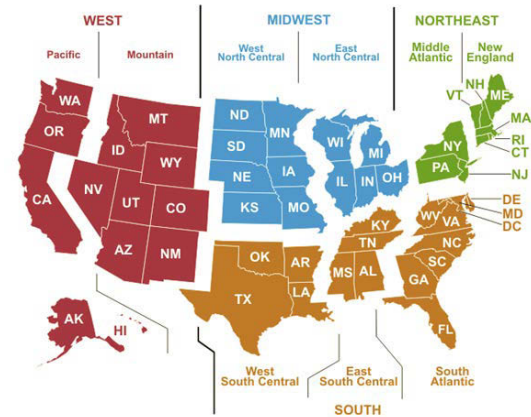 WEST
MIDWEST
NORTHEAST
Pacific
Mountain
West
North Central
East
North Central
Middle
Atlantic
New
England
WA
OR
CA
NV
ID
MT
WY
UT
CO
AZ
NM
AK
HI
ND
SD
NE
KS
MN
IA
MO
WI
IL
MI
IN
OH
NY
PA
VT
NH
ME
MA
RI
CT
NJ
DE
MD
DC
OK
TX
AR
LA
KY
TN
MS
AL
WV
VA
NC
SC
GA
FL
West
South Central
East
South Central
South Atlantic
SOUTH